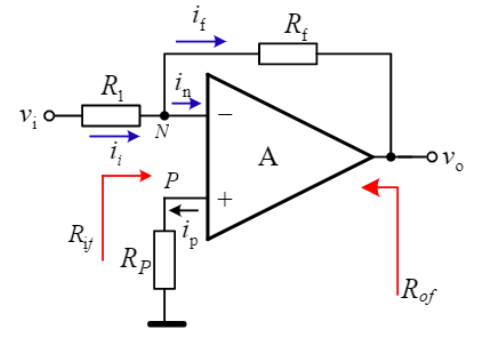 i_f
R_f
R_1
i_n
v_i
N
−
i_i
A
v_o
P
+
R_if
i_p
R_P
R_of